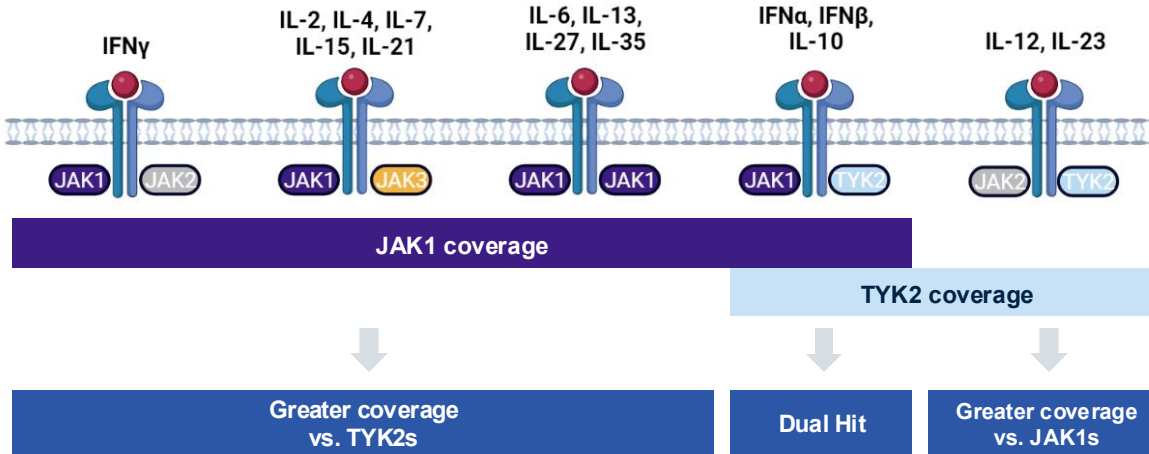 IFNγ
IL-2, IL-4, IL-7,
IL-15, IL-21
IL-6, IL-13,
IL-27, IL-35
IFNα, IFNβ,
IL-10
IL-12, IL-23
JAK1 JAK2
JAK1 JAK3
JAK1 JAK1
JAK1 TYK2
JAK2 TYK2
JAK1 coverage
TYK2 coverage
Greater coverage
vs. TYK2s
Dual Hit
Greater coverage
vs. JAK1s